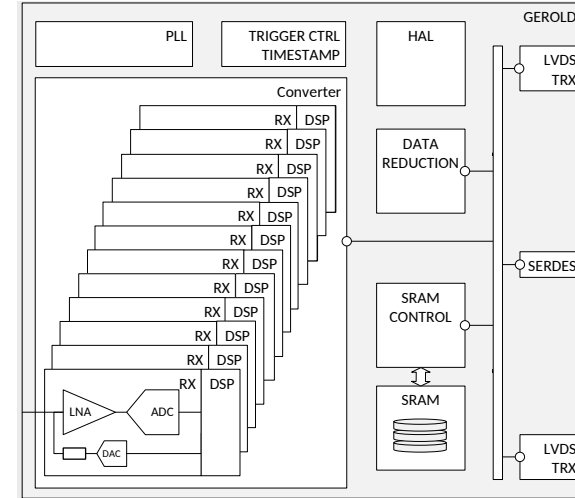 GEROLD
PLL
TRIGGER CTRL
TIMESTAMP
HAL
LVDS
TRX
Converter
RX DSP
RX DSP
RX DSP
RX DSP
RX DSP
RX DSP
RX DSP
RX DSP
RX DSP
RX DSP
RX DSP
RX DSP
LNA
ADC
DAC
DATA
REDUCTION
SERDES
SRAM
CONTROL
SRAM
LVDS
TRX